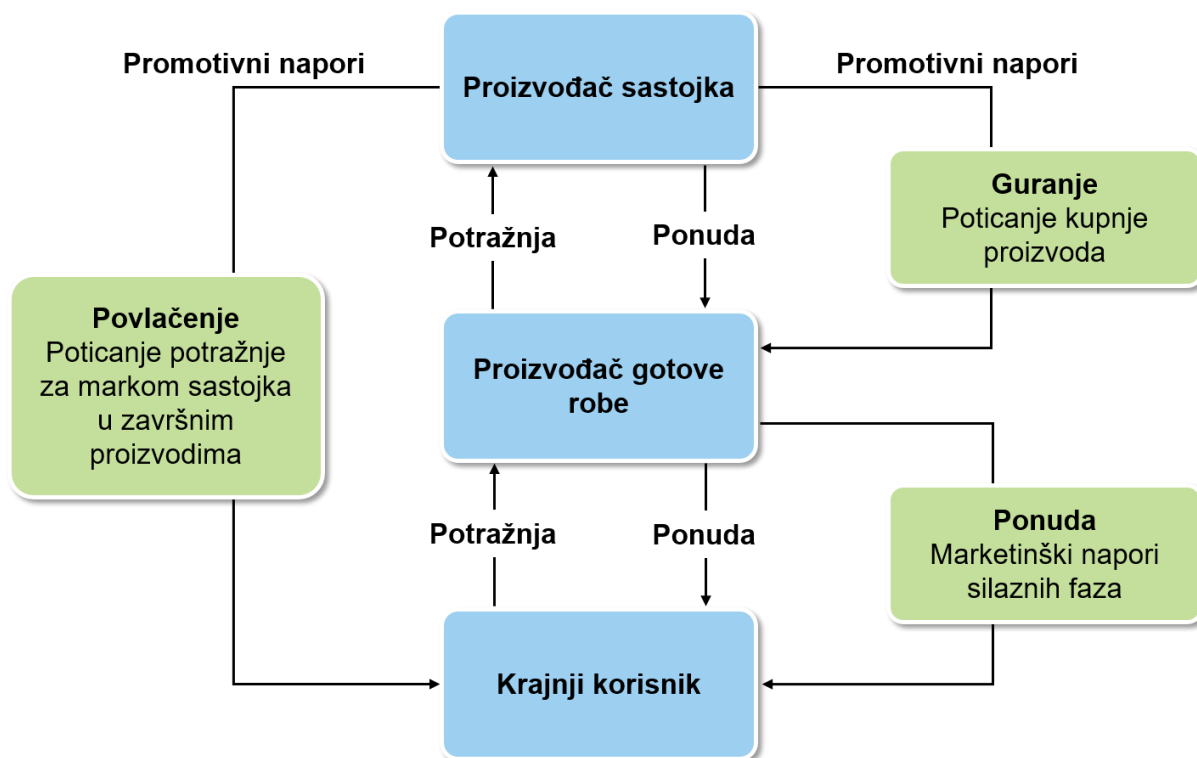 Promotivni napori
Proizvođač sastojka
Promotivni napori
Guranje
Poticanje kupnje
proizvoda
Potražnja
Ponuda
Povlačenje
Poticanje potražnje
za markom sastojka
u završnim
proizvodima
Proizvođač gotove
robe
Potražnja
Ponuda
Ponuda
Marketinški napori
silaznih faza
Krajnji korisnik